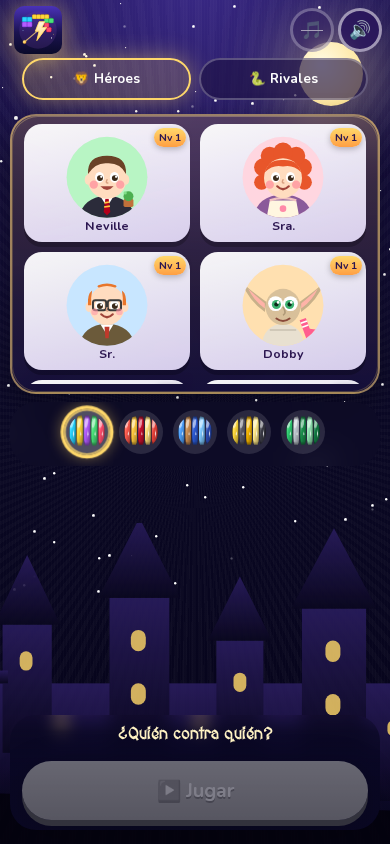 🦁 Héroes
🐍 Rivales
Nv 1
Neville
Nv 1
Sra.
Nv 1
Sr.
Nv 1
Dobby
¿Quién contra quién?
▶️ Jugar